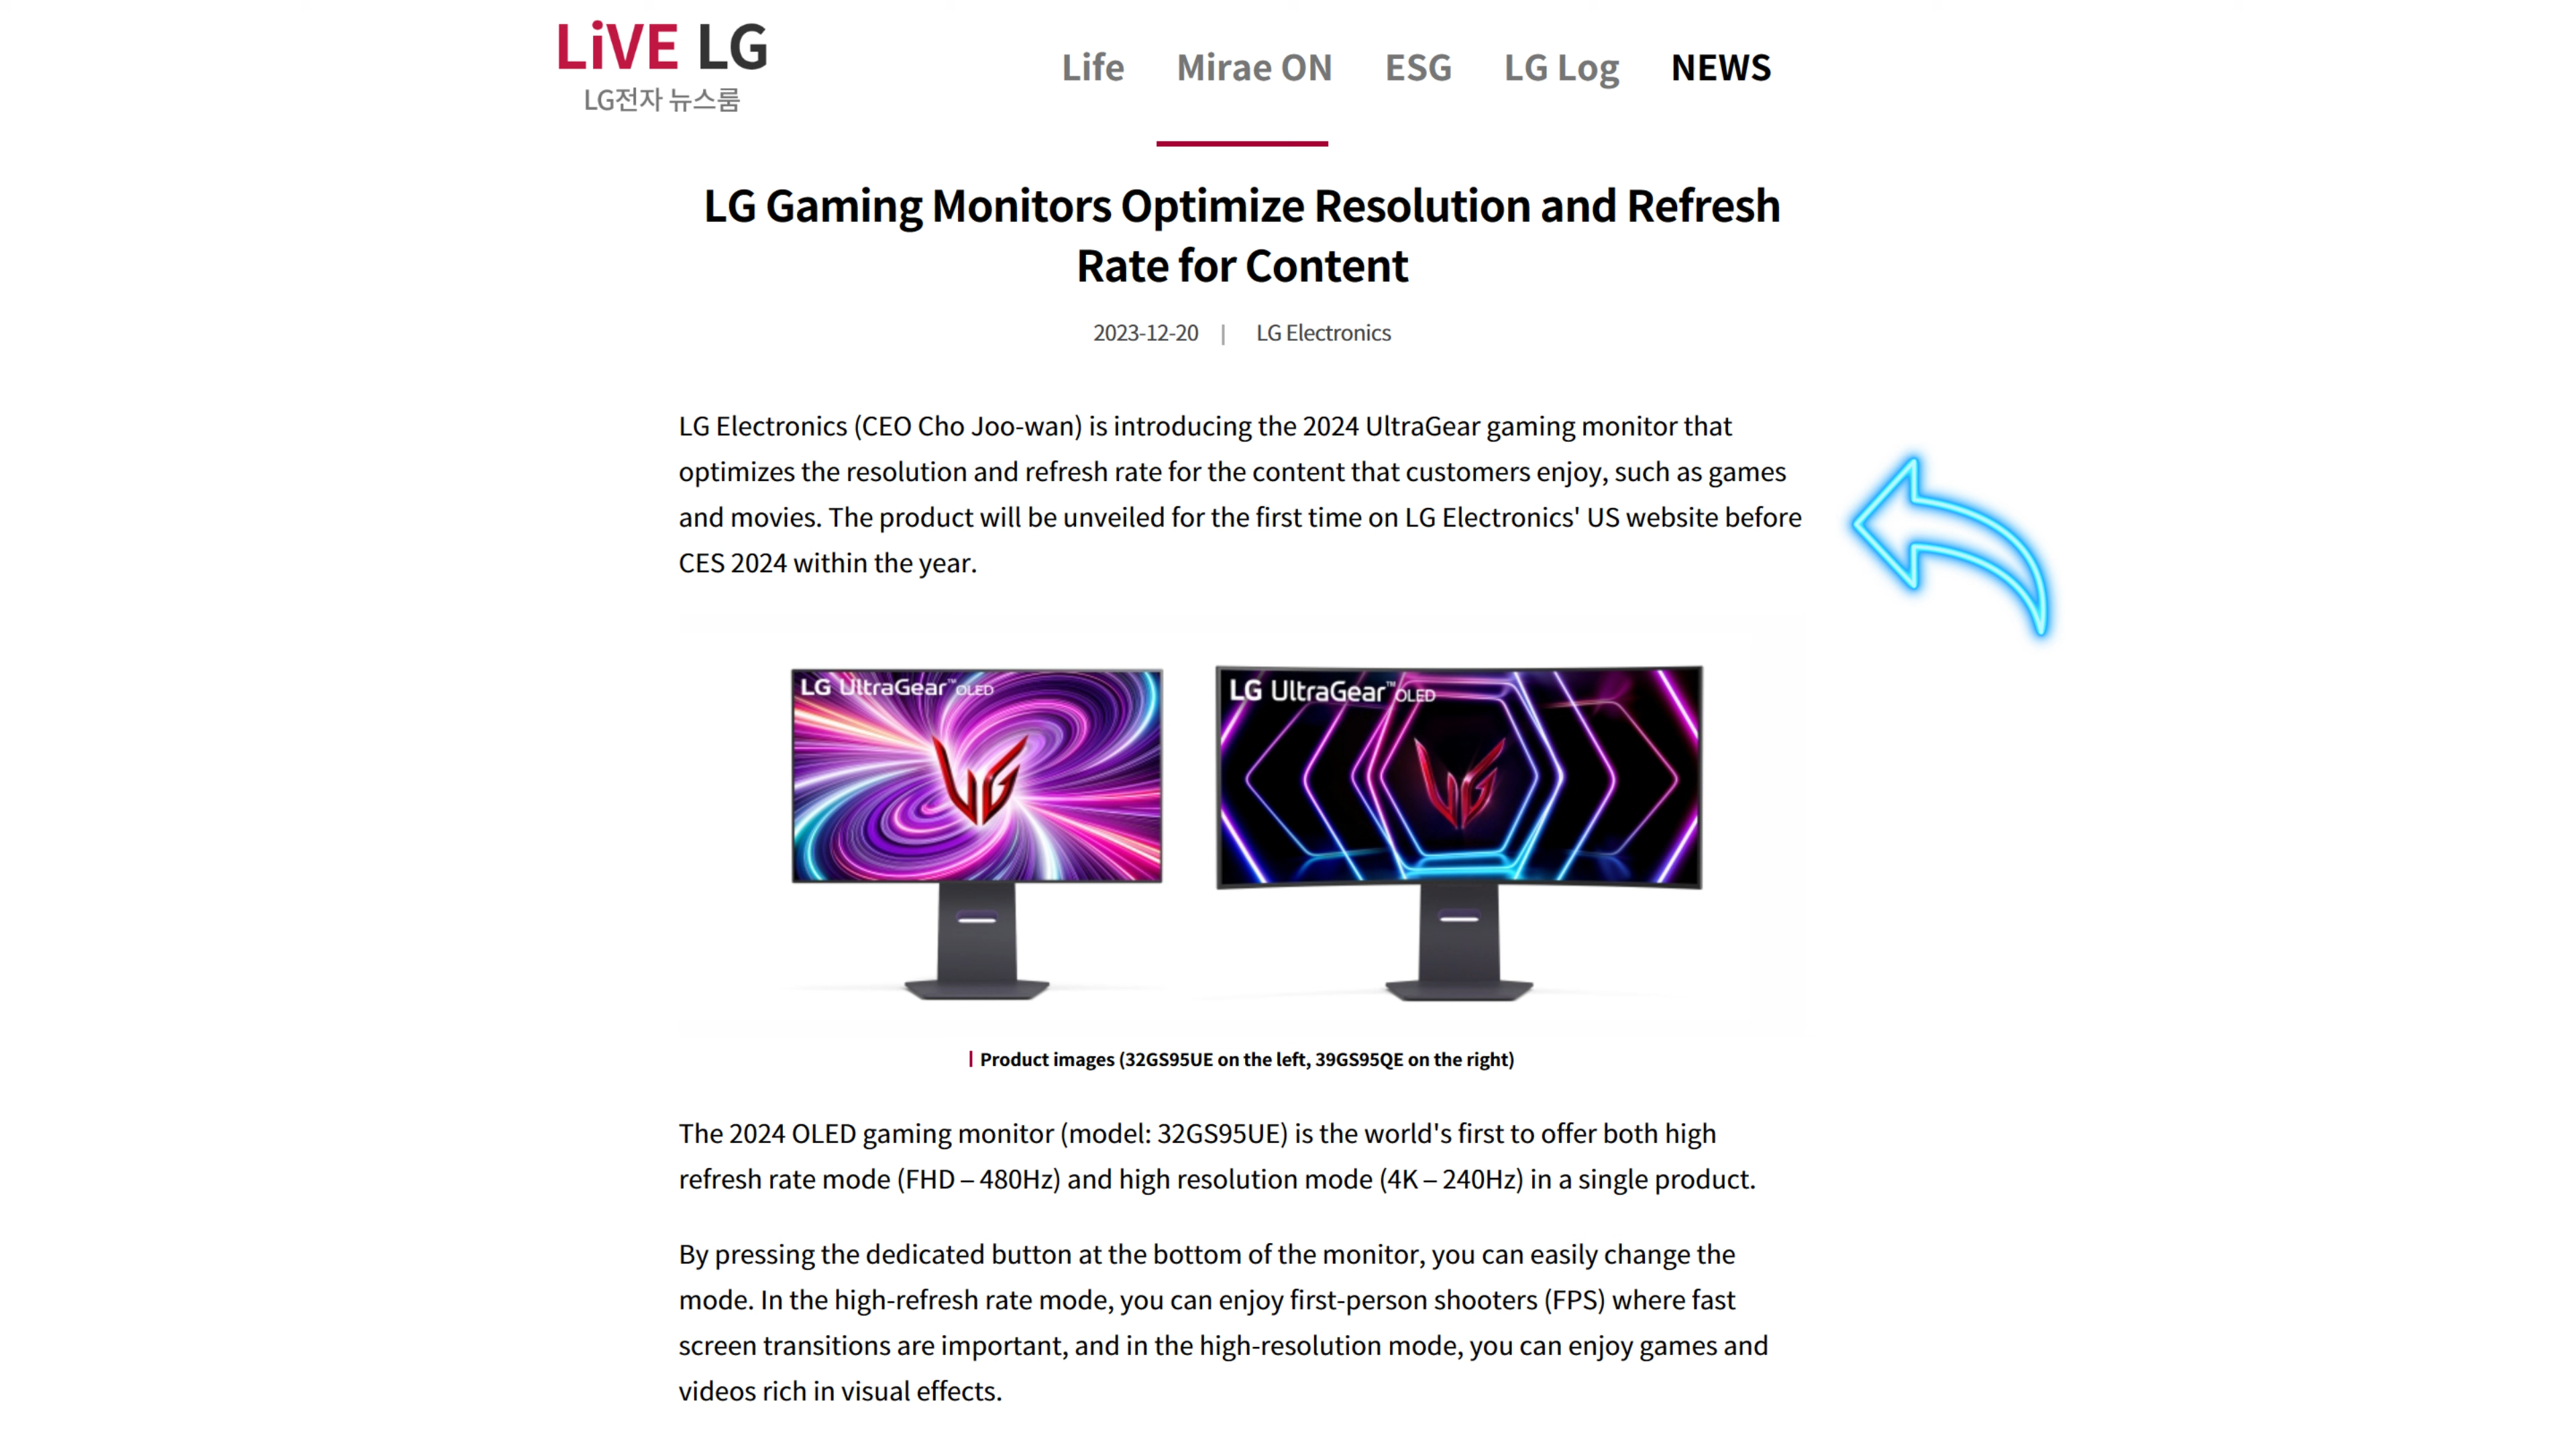 LiVE LG
LG전자 뉴스룸
Life Mirae ON ESG LG Log NEWS
LG Gaming Monitors Optimize Resolution and Refresh
Rate for Content
2023-12-20 | LG Electronics
LG Electronics (CEO Cho Joo-wan) is introducing the 2024 UltraGear gaming monitor that
optimizes the resolution and refresh rate for the content that customers enjoy, such as games
and movies. The product will be unveiled for the first time on LG Electronics' US website before
CES 2024 within the year.
LG UltraGear™ OLED
LG UltraGear™ OLED
Product images (32GS95UE on the left, 39GS95QE on the right)
The 2024 OLED gaming monitor (model: 32GS95UE) is the world's first to offer both high
refresh rate mode (FHD – 480Hz) and high resolution mode (4K – 240Hz) in a single product.
By pressing the dedicated button at the bottom of the monitor, you can easily change the
mode. In the high-refresh rate mode, you can enjoy first-person shooters (FPS) where fast
screen transitions are important, and in the high-resolution mode, you can enjoy games and
videos rich in visual effects.